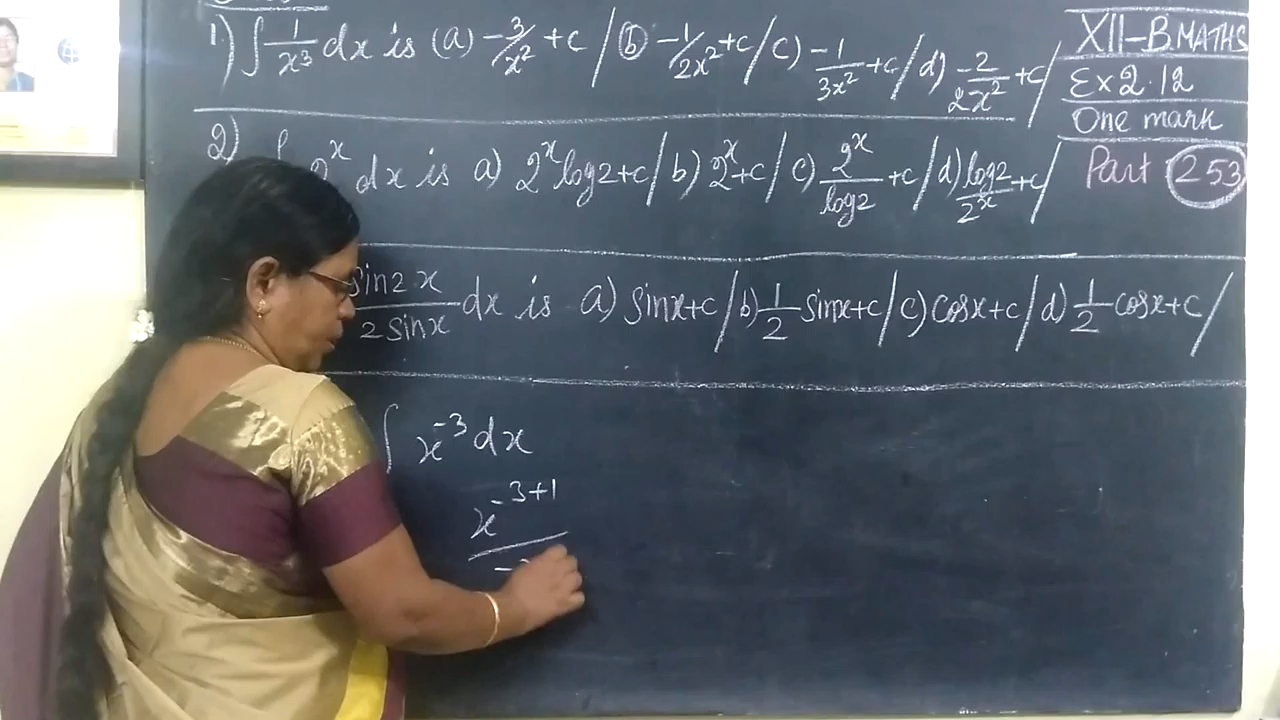 1) ∫ 1/x³ dx is (a) -3/x² +c / (b) -1/2x² +c / c) -1/3x² +c / d) -2/2x² +c /
2) 2^x dx is a) 2^x log2+c / b) 2^x+c / c) 2^x/log2 +c / d) log2/2^x +c /
sin2x/2sinx dx is a) sinx+c / b) 1/2 sinx+c / c) cosx+c / d) 1/2 cosx+c /
∫ x^-3 dx
x^-3+1
XII-B.MATHS
Ex 2.12
One mark
Part 253